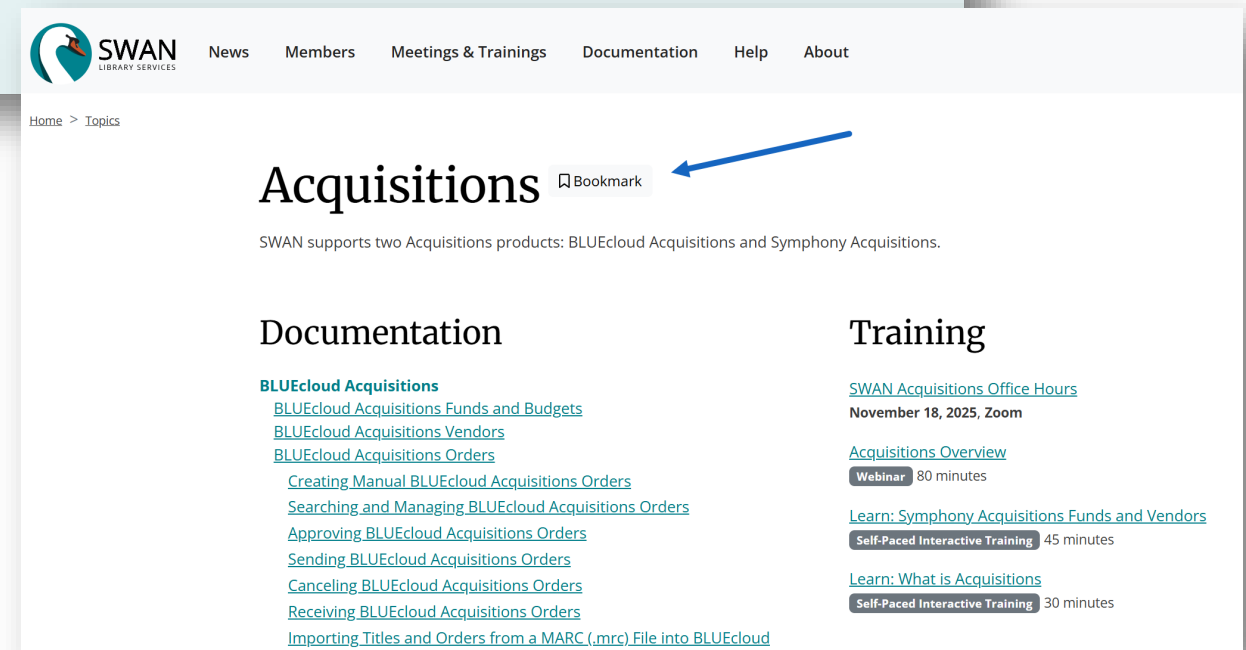 SWAN
LIBRARY SERVICES
News Members Meetings & Trainings Documentation Help About
Home > Topics
Acquisitions Bookmark
SWAN supports two Acquisitions products: BLUEcloud Acquisitions and Symphony Acquisitions.
Documentation
BLUEcloud Acquisitions
BLUEcloud Acquisitions Funds and Budgets
BLUEcloud Acquisitions Vendors
BLUEcloud Acquisitions Orders
Creating Manual BLUEcloud Acquisitions Orders
Searching and Managing BLUEcloud Acquisitions Orders
Approving BLUEcloud Acquisitions Orders
Sending BLUEcloud Acquisitions Orders
Canceling BLUEcloud Acquisitions Orders
Receiving BLUEcloud Acquisitions Orders
Importing Titles and Orders from a MARC (.mrc) File into BLUEcloud
Training
SWAN Acquisitions Office Hours
November 18, 2025, Zoom
Acquisitions Overview
Webinar 80 minutes
Learn: Symphony Acquisitions Funds and Vendors
Self-Paced Interactive Training 45 minutes
Learn: What is Acquisitions
Self-Paced Interactive Training 30 minutes